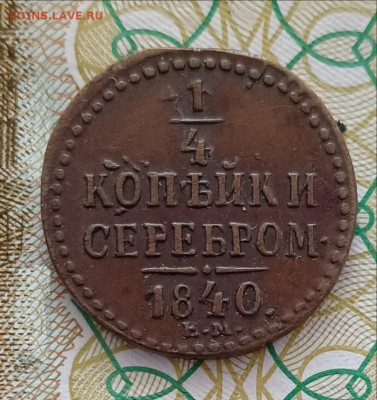 COINS.LAVE.RU
1
4
КОПѢЙКИ
СЕРЕБРОМ.
1840
Е.М.